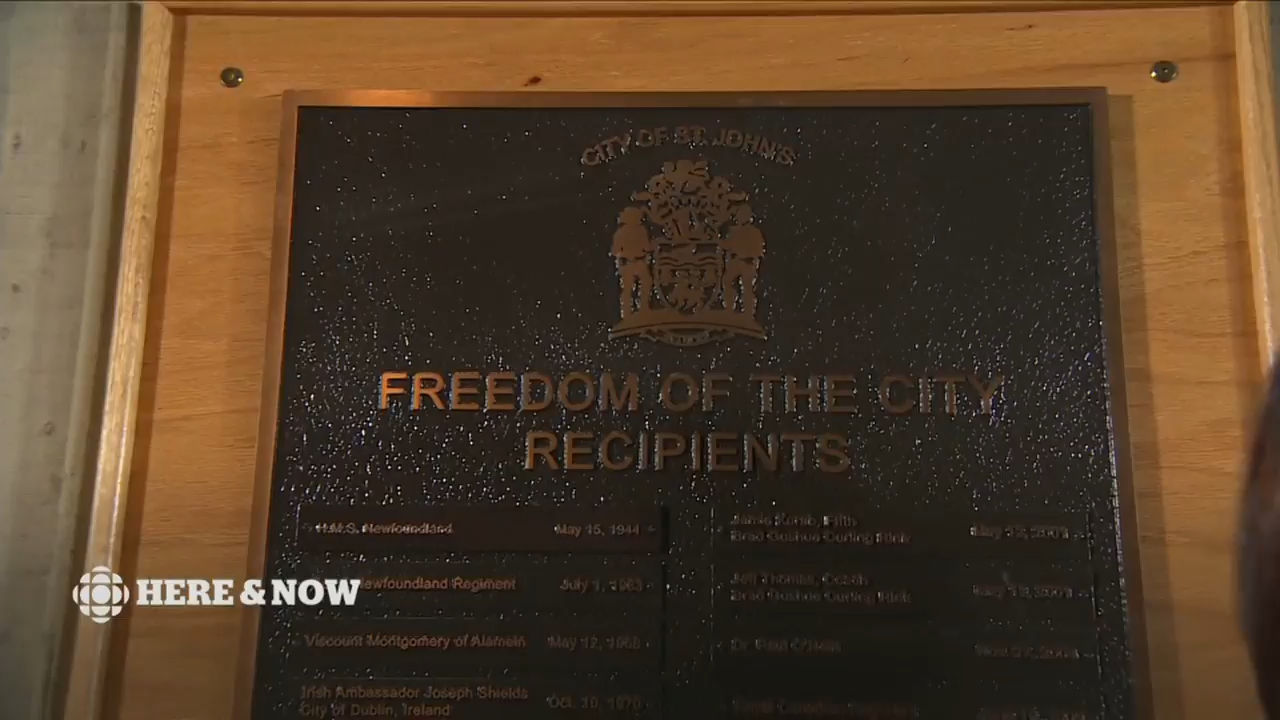 CITY OF ST. JOHN'S
FREEDOM OF THE CITY
RECIPIENTS
H.M.S. Newfoundland May 15, 1944
Newfoundland Regiment July 1, 1963
Viscount Montgomery of Alamein May 12, 1968
Irish Ambassador Joseph Shields
City of Dublin, Ireland Oct. 10, 1970
Jamie Korab, Fifth
Brad Gushue Curling Rink
Jeff Thomas, Coach
Brad Gushue Curling Rink
Dr. Paul
HERE & NOW